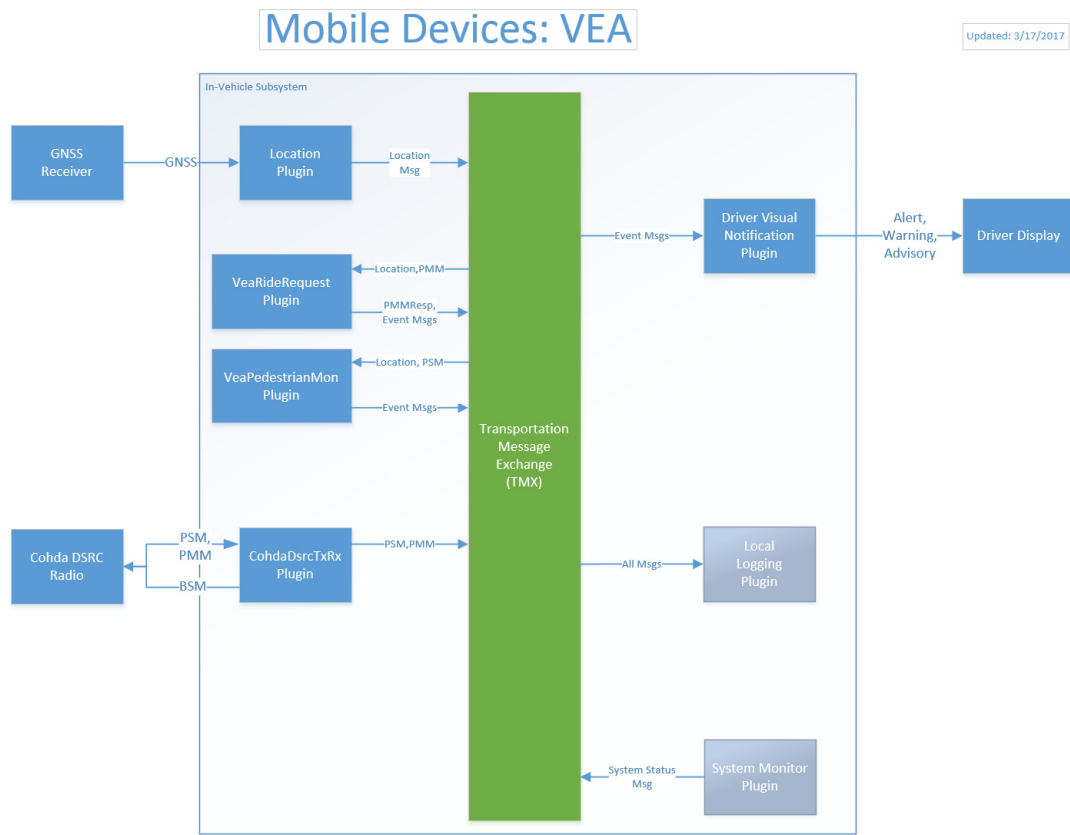 Mobile Devices: VEA
Updated: 3/17/2017
In-Vehicle Subsystem
GNSS
Receiver
GNSS
Location
Plugin
Location
Msg
VeaRideRequest
Plugin
Location,PMM
PMMResp,
Event Msgs
VeaPedestrianMon
Plugin
Location, PSM
Event Msgs
Cohda DSRC
Radio
PSM,
PMM
BSM
CohdaDsrcTxRx
Plugin
PSM,PMM
Transportation
Message
Exchange
(TMX)
Event Msgs
Driver Visual
Notification
Plugin
Alert,
Warning,
Advisory
Driver Display
All Msgs
Local
Logging
Plugin
System Status
Msg
System Monitor
Plugin